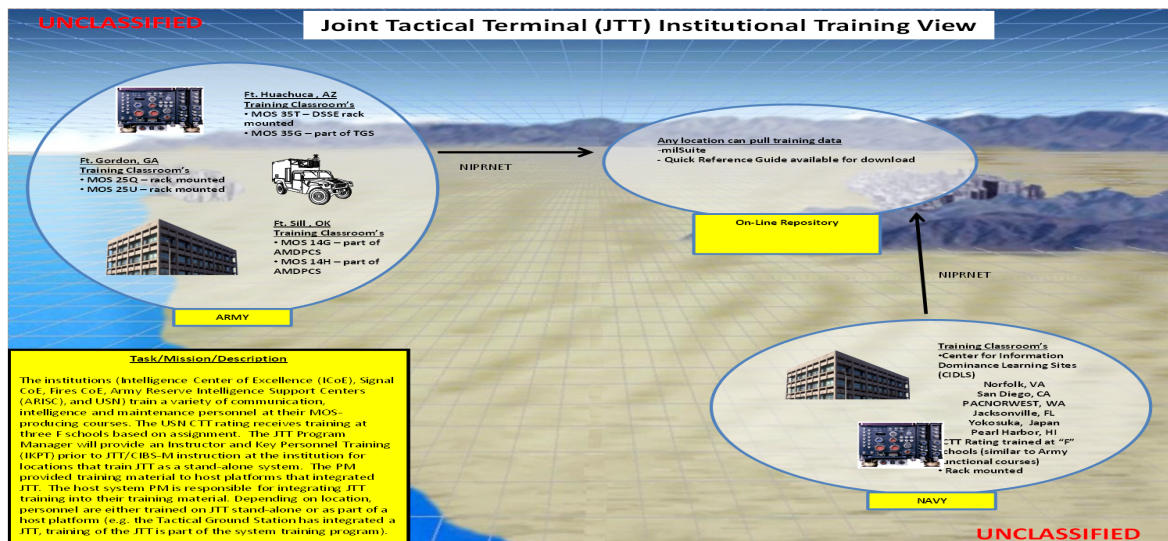 UNCLASSIFIED
Joint Tactical Terminal (JTT) Institutional Training View
Ft. Huachuca , AZ
Training Classroom's
• MOS 35T – DSSE rack
mounted
• MOS 35G – part of TGS
Ft. Gordon, GA
Training Classroom's
• MOS 25Q – rack mounted
• MOS 25U – rack mounted
Ft. Sill , OK
Training Classroom's
• MOS 14G – part of
AMDPCS
• MOS 14H – part of
AMDPCS
ARMY
NIPRNET
Any location can pull training data
-milSuite
- Quick Reference Guide available for download
On-Line Repository
NIPRNET
Task/Mission/Description
The institutions (Intelligence Center of Excellence (ICoE), Signal
CoE, Fires CoE, Army Reserve Intelligence Support Centers
(ARISC), and USN) train a variety of communication,
intelligence and maintenance personnel at their MOS-
producing courses. The USN CTT rating receives training at
three F schools based on assignment. The JTT Program
Manager will provide an Instructor and Key Personnel Training
(IKPT) prior to JTT/CIBS-M instruction at the institution for
locations that train JTT as a stand-alone system. The PM
provided training material to host platforms that integrated
JTT. The host system PM is responsible for integrating JTT
training into their training material. Depending on location,
personnel are either trained on JTT stand-alone or as part of a
host platform (e.g. the Tactical Ground Station has integrated a
JTT, training of the JTT is part of the system training program).
Training Classroom's
•Center for Information
Dominance Learning Sites
(CIDLS)
Norfolk, VA
San Diego, CA
PACNORWEST, WA
Jacksonville, FL
Yokosuka, Japan
Pearl Harbor, HI
CTT Rating trained at "F"
schools (similar to Army
functional courses)
• Rack mounted
NAVY
UNCLASSIFIED